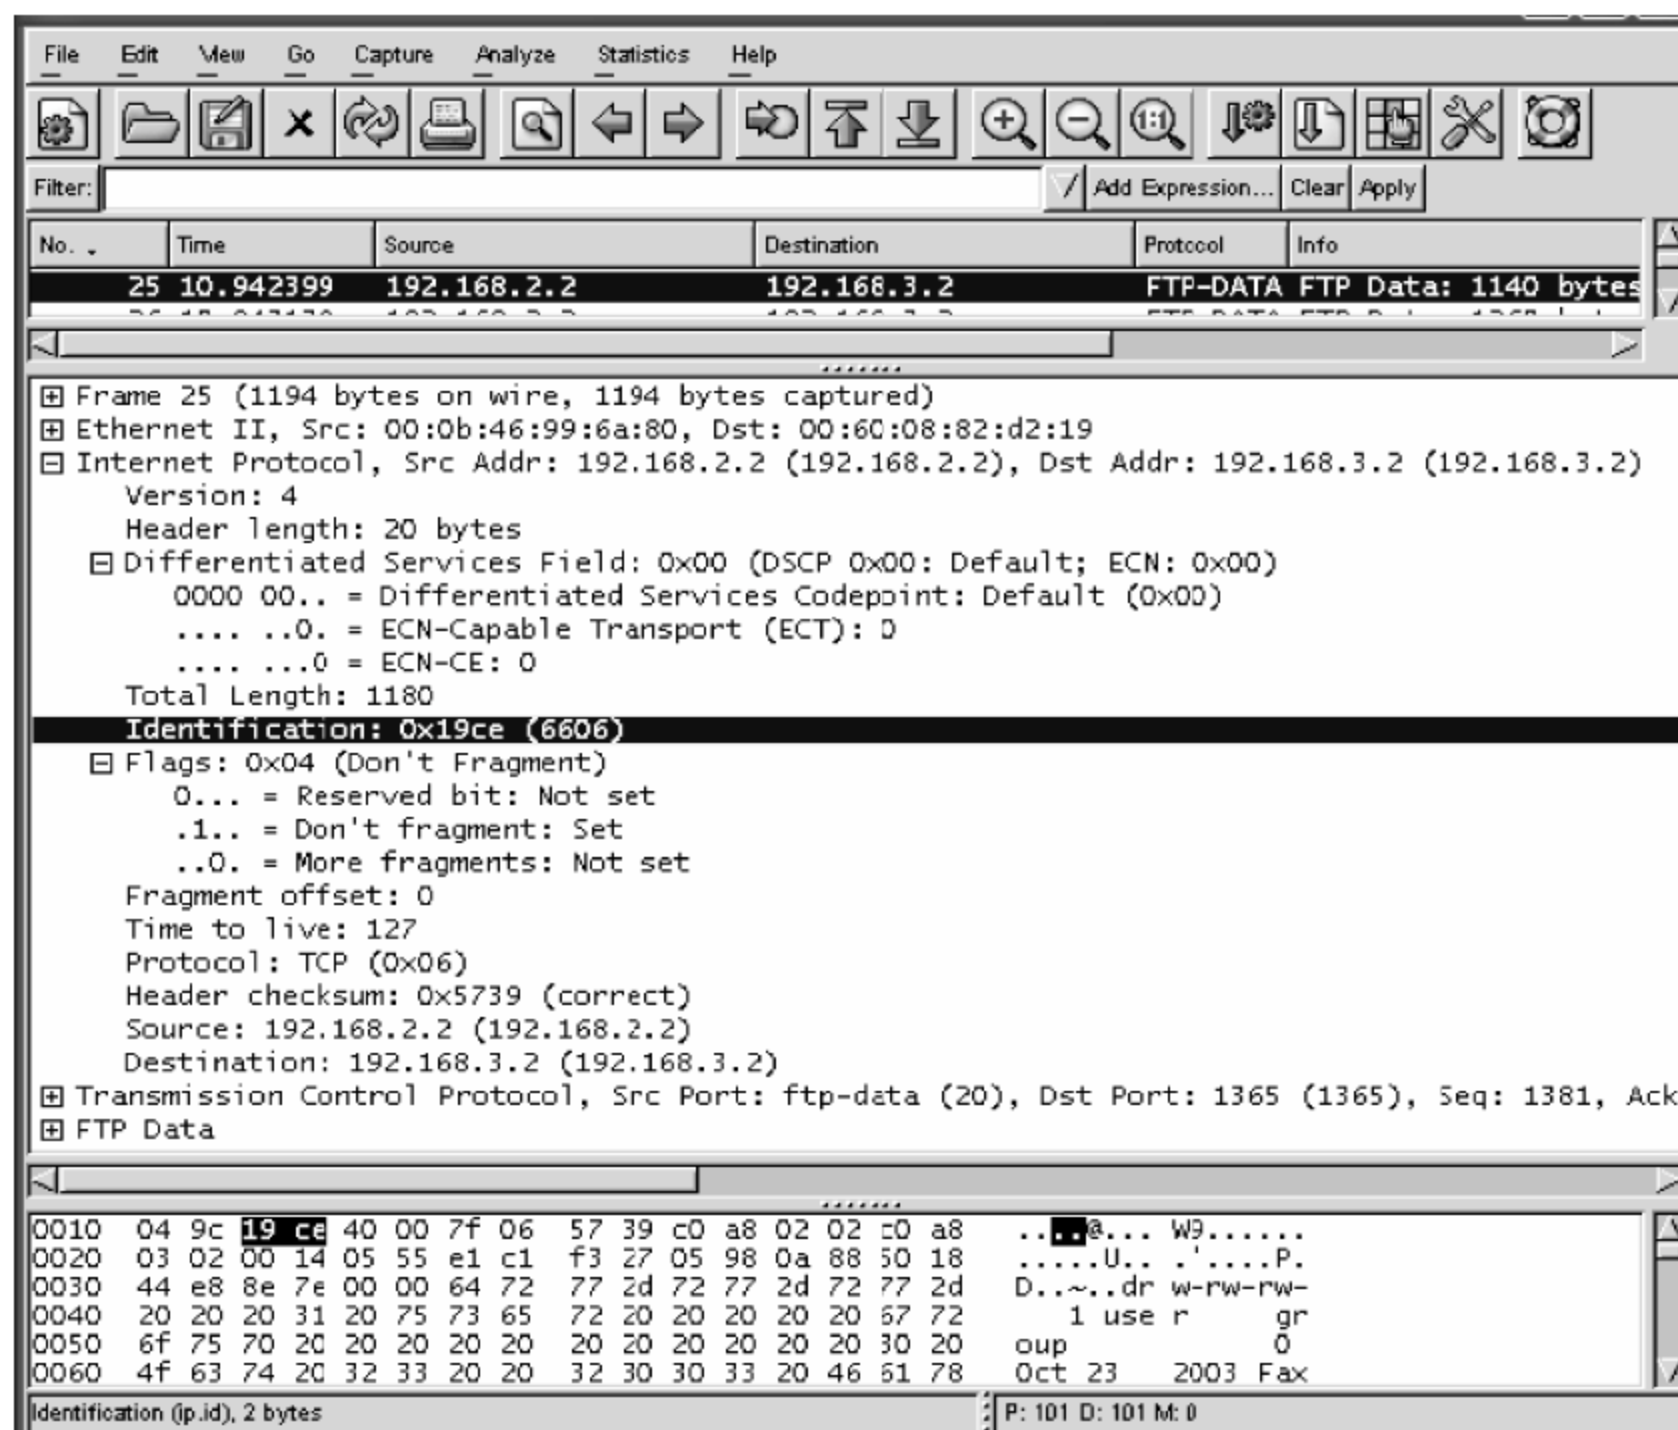 File Edit View Go Capture Analyze Statistics Help
1:1
Filter: Add Expression... Clear Apply
No. Time Source Destination Protocol Info
25 10.942399 192.168.2.2 192.168.3.2 FTP-DATA FTP Data: 1140 bytes
Frame 25 (1194 bytes on wire, 1194 bytes captured)
Ethernet II, Src: 00:0b:46:99:6a:80, Dst: 00:60:08:82:d2:19
Internet Protocol, Src Addr: 192.168.2.2 (192.168.2.2), Dst Addr: 192.168.3.2 (192.168.3.2)
Version: 4
Header length: 20 bytes
Differentiated Services Field: 0x00 (DSCP 0x00: Default; ECN: 0x00)
0000 00.. = Differentiated Services Codepoint: Default (0x00)
.... ..0. = ECN-Capable Transport (ECT): 0
.... ...0 = ECN-CE: 0
Total Length: 1180
Identification: 0x19ce (6606)
Flags: 0x04 (Don't Fragment)
0... = Reserved bit: Not set
.1.. = Don't fragment: Set
..0. = More fragments: Not set
Fragment offset: 0
Time to live: 127
Protocol: TCP (0x06)
Header checksum: 0x5739 (correct)
Source: 192.168.2.2 (192.168.2.2)
Destination: 192.168.3.2 (192.168.3.2)
Transmission Control Protocol, Src Port: ftp-data (20), Dst Port: 1365 (1365), Seq: 1381, Ack
FTP Data
0010 04 9c 19 ce 40 00 7f 06 57 39 c0 a8 02 02 c0 a8 ....@... W9......
0020 03 02 00 14 05 55 e1 c1 f3 27 05 98 0a 88 50 18 .....U.. .'....P.
0030 44 e8 8e 7e 00 00 64 72 77 2d 72 77 2d 72 77 2d D..~..dr w-rw-rw-
0040 20 20 20 31 20 75 73 65 72 20 20 20 20 20 67 72 1 use r gr
0050 6f 75 70 20 20 20 20 20 20 20 20 20 20 20 30 20 oup 0
0060 4f 63 74 20 32 33 20 20 32 30 30 33 20 46 61 78 Oct 23 2003 Fax
Identification (ip.id), 2 bytes P: 101 D: 101 M: 0